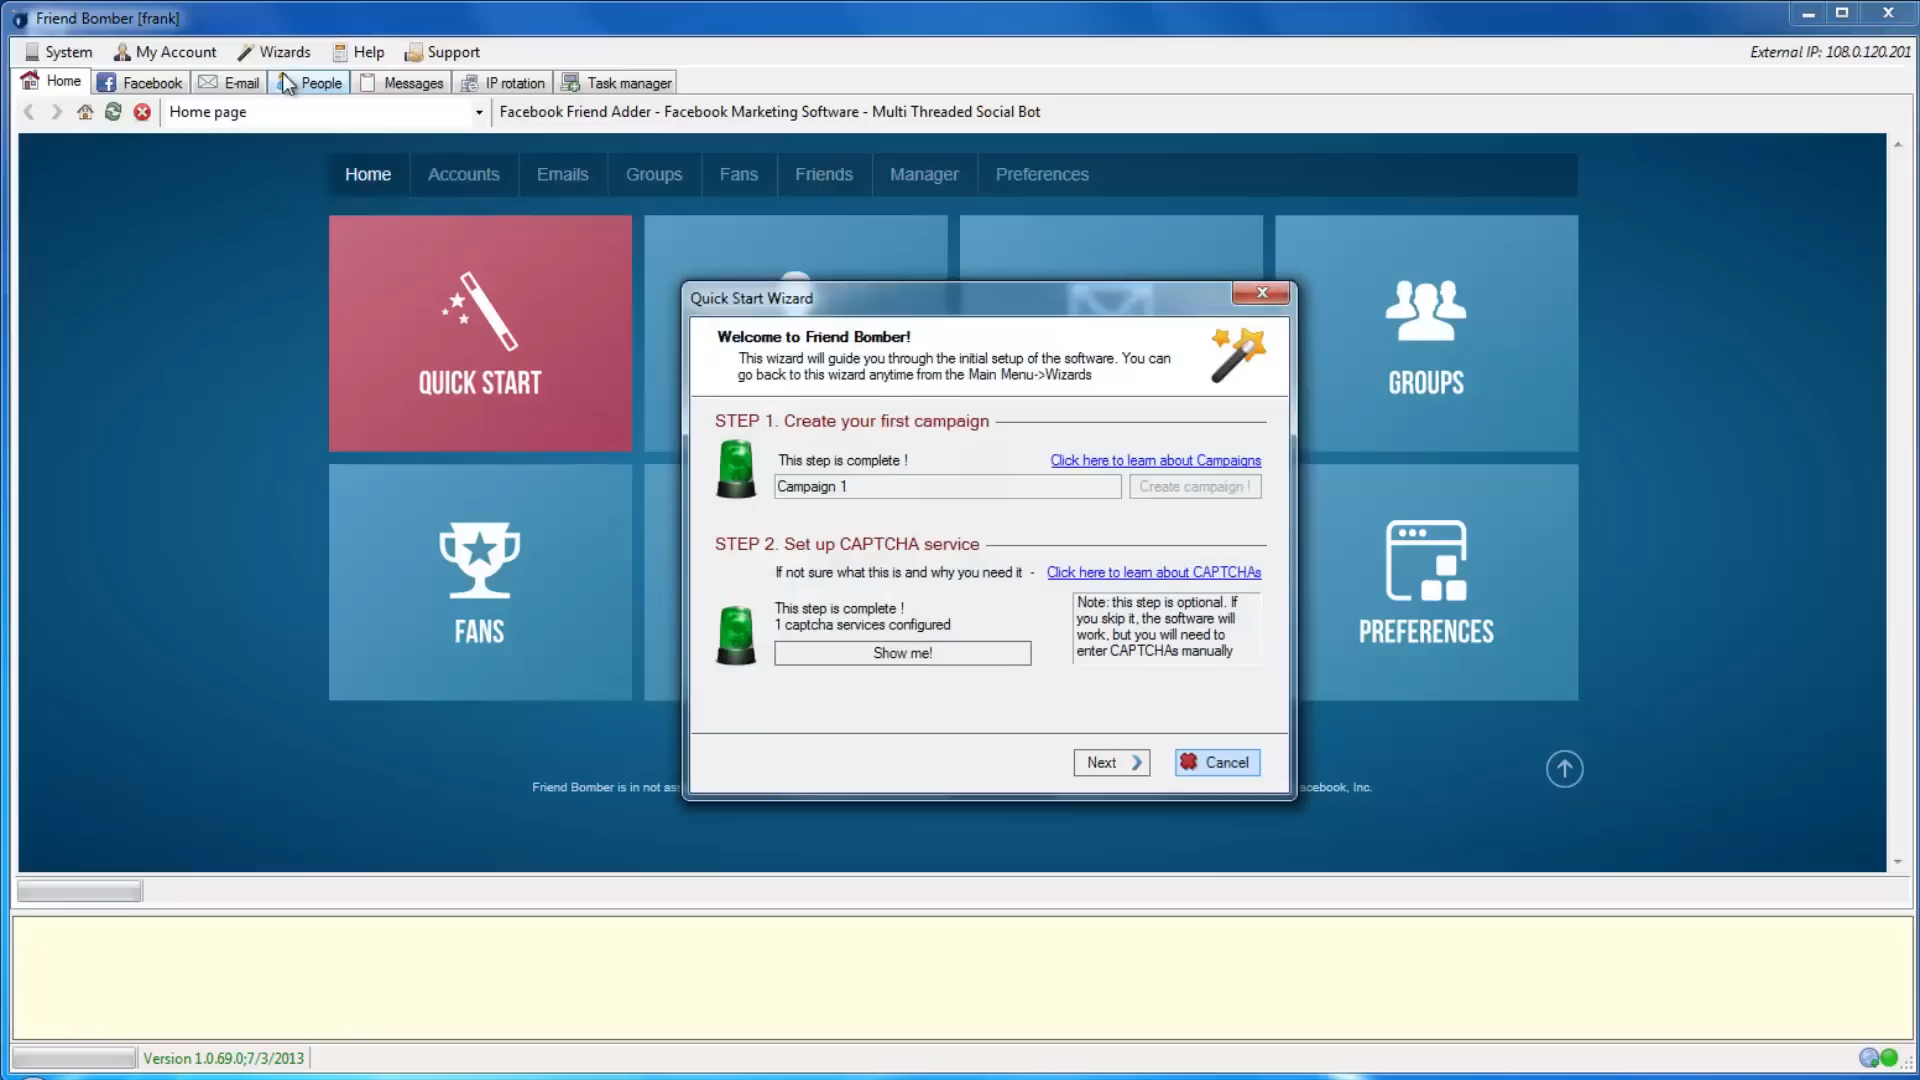 Friend Bomber [frank]
System My Account Wizards Help Support
External IP: 108.0.120.201
Home Facebook E-mail People Messages IP rotation Task manager
Home page
Facebook Friend Adder - Facebook Marketing Software - Multi Threaded Social Bot
Home Accounts Emails Groups Fans Friends Manager Preferences
QUICK START
GROUPS
FANS
PREFERENCES
Quick Start Wizard
Welcome to Friend Bomber!
This wizard will guide you through the initial setup of the software. You can
go back to this wizard anytime from the Main Menu->Wizards
STEP 1. Create your first campaign
This step is complete !
Click here to learn about Campaigns
Campaign 1
Create campaign !
STEP 2. Set up CAPTCHA service
If not sure what this is and why you need it -
Click here to learn about CAPTCHAs
This step is complete !
1 captcha services configured
Show me!
Note: this step is optional. If
you skip it, the software will
work, but you will need to
enter CAPTCHAs manually
Next
Cancel
Friend Bomber is in not as
acebook, Inc.
Version 1.0.69.0;7/3/2013